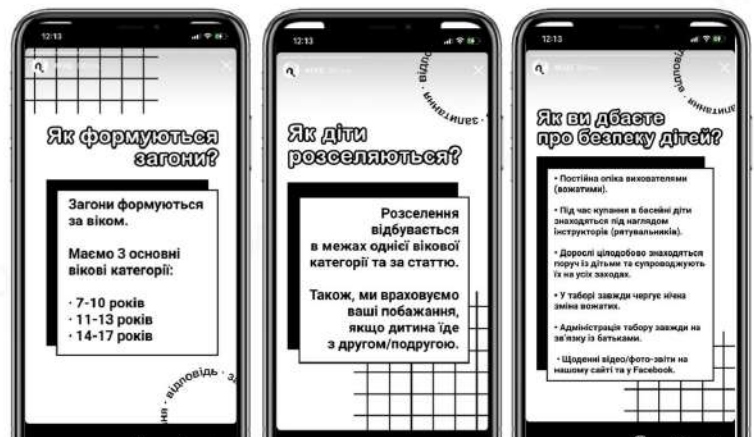 12:13
Як формуються
загони?
Загони формуються
за віком.
Маємо 3 основні
вікові категорії:
· 7-10 років
· 11-13 років
· 14-17 років
відповідь
12:13
запитання · відпов
Як діти
розселяються?
Розселення
відбувається
в межах однієї вікової
категорії та за статтю.
Також, ми враховуємо
ваші побажання,
якщо дитина їде
з другом/подругою.
12:13
запитання · відповідь
Як ви дбаєте
про безпеку дітей?
• Постійна опіка вихователями
(вожатими).
• Під час купання в басейні діти
знаходяться під наглядом
інструкторів (рятувальників).
• Дорослі цілодобово знаходяться
поруч із дітьми та супроводжують
їх на усіх заходах.
• У таборі завжди чергує нічна
зміна вожатих.
• Адміністрація табору завжди на
зв'язку із батьками.
• Щоденні відео/фото-звіти на
нашому сайті та у Facebook.